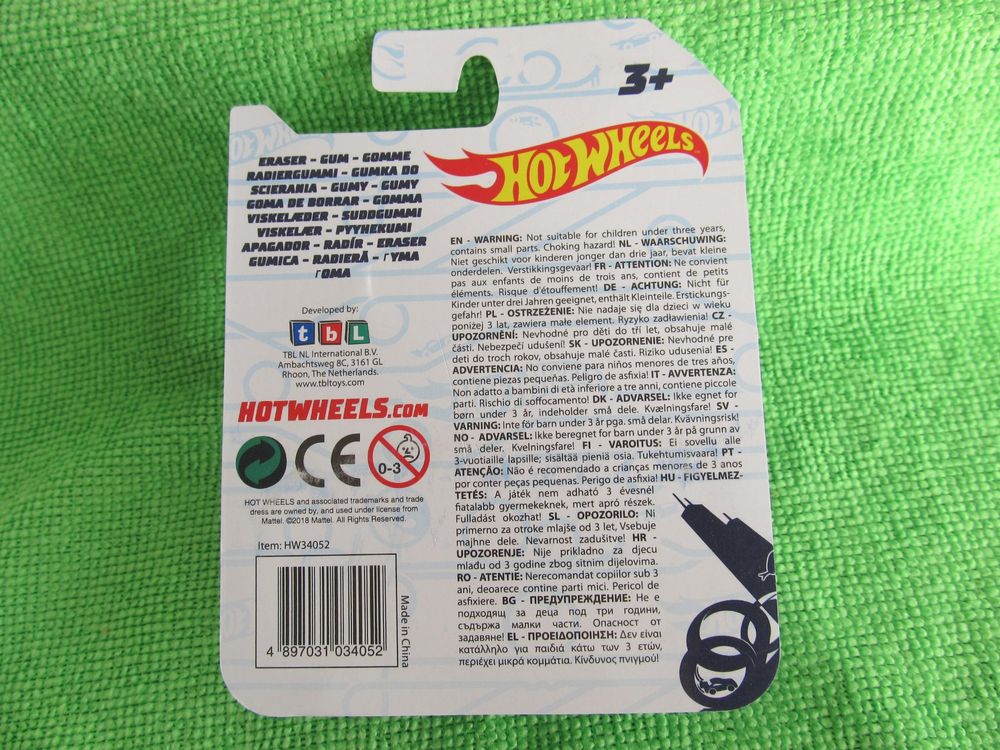 3+
HOT WHEELS
ERASER - GUM - GOMME
RADIERGUMMI - GUMKA DO
SCIERANIA - GUMY - GUMY
GOMA DE BORRAR - GOMMA
VISKELÆDER - SUDDGUMMI
VISKELÆR - PYYHEKUMI
APAGADOR - RADÍR - ERASER
GUMICA - RADIERĂ - ГУМА
ГОМА
Developed by:
tbL
TBL NL International B.V.
Ambachtsweg 8C, 3161 GL
Rhoon, The Netherlands.
www.tbltoys.com
HOTWHEELS.COM
CE
0-3
HOT WHEELS and associated trademarks and trade
dress are owned by, and used under license from
Mattel. ©2018 Mattel. All Rights Reserved.
Item: HW34052
4 897031 034052
Made in China
EN - WARNING: Not suitable for children under three years,
contains small parts. Choking hazard! NL - WAARSCHUWING:
Niet geschikt voor kinderen jonger dan drie jaar, bevat kleine
onderdelen. Verstikkingsgevaar! FR - ATTENTION: Ne convient
pas aux enfants de moins de trois ans, contient de petits
éléments. Risque d'étouffement! DE - ACHTUNG: Nicht für
Kinder unter drei Jahren geeignet, enthält Kleinteile. Erstickungs-
gefahr! PL - OSTRZEŻENIE: Nie nadaje się dla dzieci w wieku
poniżej 3 lat, zawiera małe element. Ryzyko zadławienia! CZ -
UPOZORNĚNÍ: Nevhodné pro děti do tří let, obsahuje malé
části. Nebezpečí udušení! SK - UPOZORNENIE: Nevhodné pre
deti do troch rokov, obsahuje malé časti. Riziko udusenia! ES -
ADVERTENCIA: No conviene para niños menores de tres años,
contiene piezas pequeñas. Peligro de asfixia! IT - AVVERTENZA:
Non adatto a bambini di età inferiore a tre anni, contiene piccole
parti. Rischio di soffocamento! DK - ADVARSEL: Ikke egnet for
børn under 3 år, indeholder små dele. Kvælningsfare! SV -
VARNING: Inte för barn under 3 år pga. små delar. Kvävningsrisk!
NO - ADVARSEL: Ikke beregnet for barn under 3 år på grunn av
små deler. Kvelningsfare! FI - VAROITUS: Ei sovellu alle
3-vuotiaille lapsille; sisältää pieniä osia. Tukehtumisvaara! PT -
ATENÇÃO: Não é recomendado a crianças menores de 3 anos
por conter peças pequenas. Perigo de asfixia! HU - FIGYELMEZ-
TETÉS: A játék nem adható 3 évesnél
fiatalabb gyermekeknek, mert apró részek.
Fulladást okozhat! SL - OPOZORILO: Ni
primerno za otroke mlajše od 3 let, Vsebuje
majhne dele. Nevarnost zadušitve! HR -
UPOZORENJE: Nije prikladno za djecu
mlađu od 3 godine zbog sitnim dijelovima.
RO - ATENTIE: Nerecomandat copiilor sub 3
ani, deoarece contine parti mici. Pericol de
asfixiere. BG - ПРЕДУПРЕЖДЕНИЕ: Не е
подходящ за деца под три години,
съдържа малки части. Опасност от
задавяне! EL - ΠΡΟΕΙΔΟΠΟΙΗΣΗ: Δεν είναι
κατάλληλο για παιδιά κάτω των 3 ετών,
περιέχει μικρά κομμάτια. Κίνδυνος πνιγμού!